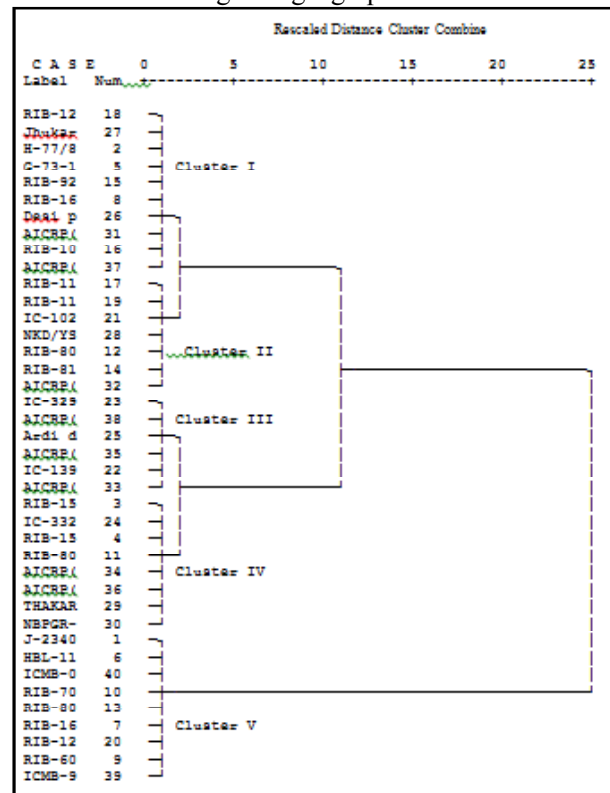 Rescaled Distance Cluster Combine
C A S E 0 5 10 15 20 25
Label Num
RIB-12 18
Jhukar 27
H-77/8 2
G-73-1 5 Cluster I
RIB-92 15
RIB-16 8
Desi p 26
AICRP( 31
RIB-10 16
AICRP( 37
RIB-11 17
RIB-11 19
IC-102 21
NKD/YS 28
RIB-80 12 Cluster II
RIB-81 14
AICRP( 32
IC-329 23
AICRP( 38 Cluster III
Ardi d 25
AICRP( 35
IC-139 22
AICRP( 33
RIB-15 3
IC-332 24
RIB-15 4
RIB-80 11
AICRP( 34 Cluster IV
AICRP( 36
THAKAR 29
NBPGR- 30
J-2340 1
HBL-11 6
ICMB-0 40
RIB-70 10
RIB-80 13
RIB-16 7 Cluster V
RIB-12 20
RIB-60 9
ICMB-9 39